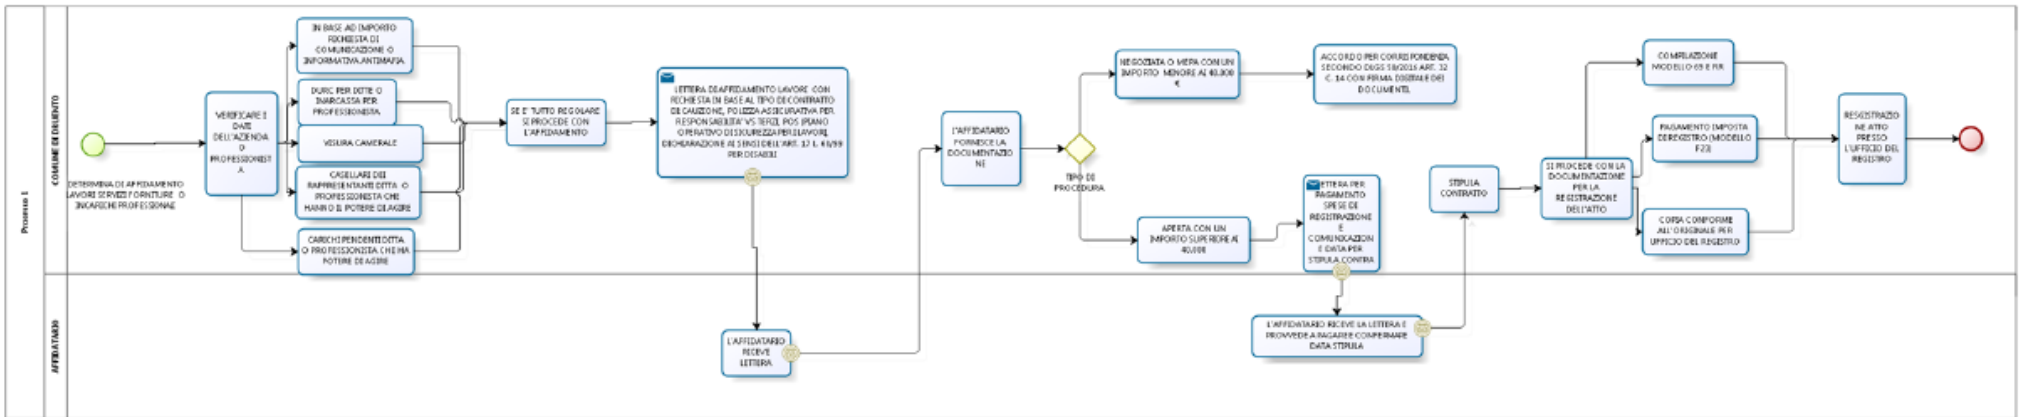 Processo 1
COMUNE DI
AFFIDATARIO
DETERMINA DI AFFIDAMENTO
LAVORI SERVIZI FORNITURE O
INCARICHI PROFESSIONALE
VERIFICARE I
DATI
DELL'AZIENDA
O
PROFESSIONIST
A
IN BASE AD IMPORTO
RICHIESTA DI
COMUNICAZIONE O
INFORMATIVA ANTIMAFIA
DURC PER DITTE O
INARCASSA PER
PROFESSIONISTA
VISURA CAMERALE
CASELLARI DEI
RAPPRESENTANTI DITTA O
PROFESSIONISTA CHE
HANNO IL POTERE DI AGIRE
CARICHI PENDENTI DITTA
O PROFESSIONISTA CHE HA
POTERE DI AGIRE
SE E' TUTTO REGOLARE
SI PROCEDE CON
L'AFFIDAMENTO
LETTERA DI AFFIDAMENTO LAVORI CON
RICHIESTA IN BASE AL TIPO DI CONTRATTO
DI CAUZIONE, POLIZZA ASSICURATIVA PER
RESPONSABILITA' VS TERZI, POS (PIANO
OPERATIVO DI SICUREZZA PER I LAVORI),
DICHIARAZIONE AI SENSI DELL'ART. 17 L. 68/99
PER DISABILI
L'AFFIDATARIO
RICEVE
LETTERA
L'AFFIDATARIO
FORNISCE LA
DOCUMENTAZIO
NE
TIPO DI
PROCEDURA
NEGOZIATA O MEPA CON UN
IMPORTO MENORE AI 40.000
€
ACCORDO PER CORRISPONDENZA
SECONDO DLGS 50/2016 ART. 32
C. 14 CON FIRMA DIGITALE DEI
DOCUMENTI.
APERTA CON UN
IMPORTO SUPERIORE AI
40.000
LETTERA PER
PAGAMENTO
SPESE DI
REGISTRAZIONE
E
COMUNICAZION
E DATA PER
STIPULA CONTRA
L'AFFIDATARIO RICEVE LA LETTERA E
PROVVEDE A PAGARE E CONFERMARE
DATA STIPULA
STIPULA
CONTRATTO
SI PROCEDE CON LA
DOCUMENTAZIONE
PER LA
REGISTRAZIONE
DELL'ATTO
COMPILAZIONE
MODELLO 69 E
PAGAMENTO IMPOSTA
DI REGISTRO (MODELLO
F23)
COPIA CONFORME
ALL'ORIGINALE PER
UFFICIO DEL REGISTRO
REGISTRAZIO
NE ATTO
PRESSO
L'UFFICIO DEL
REGISTRO